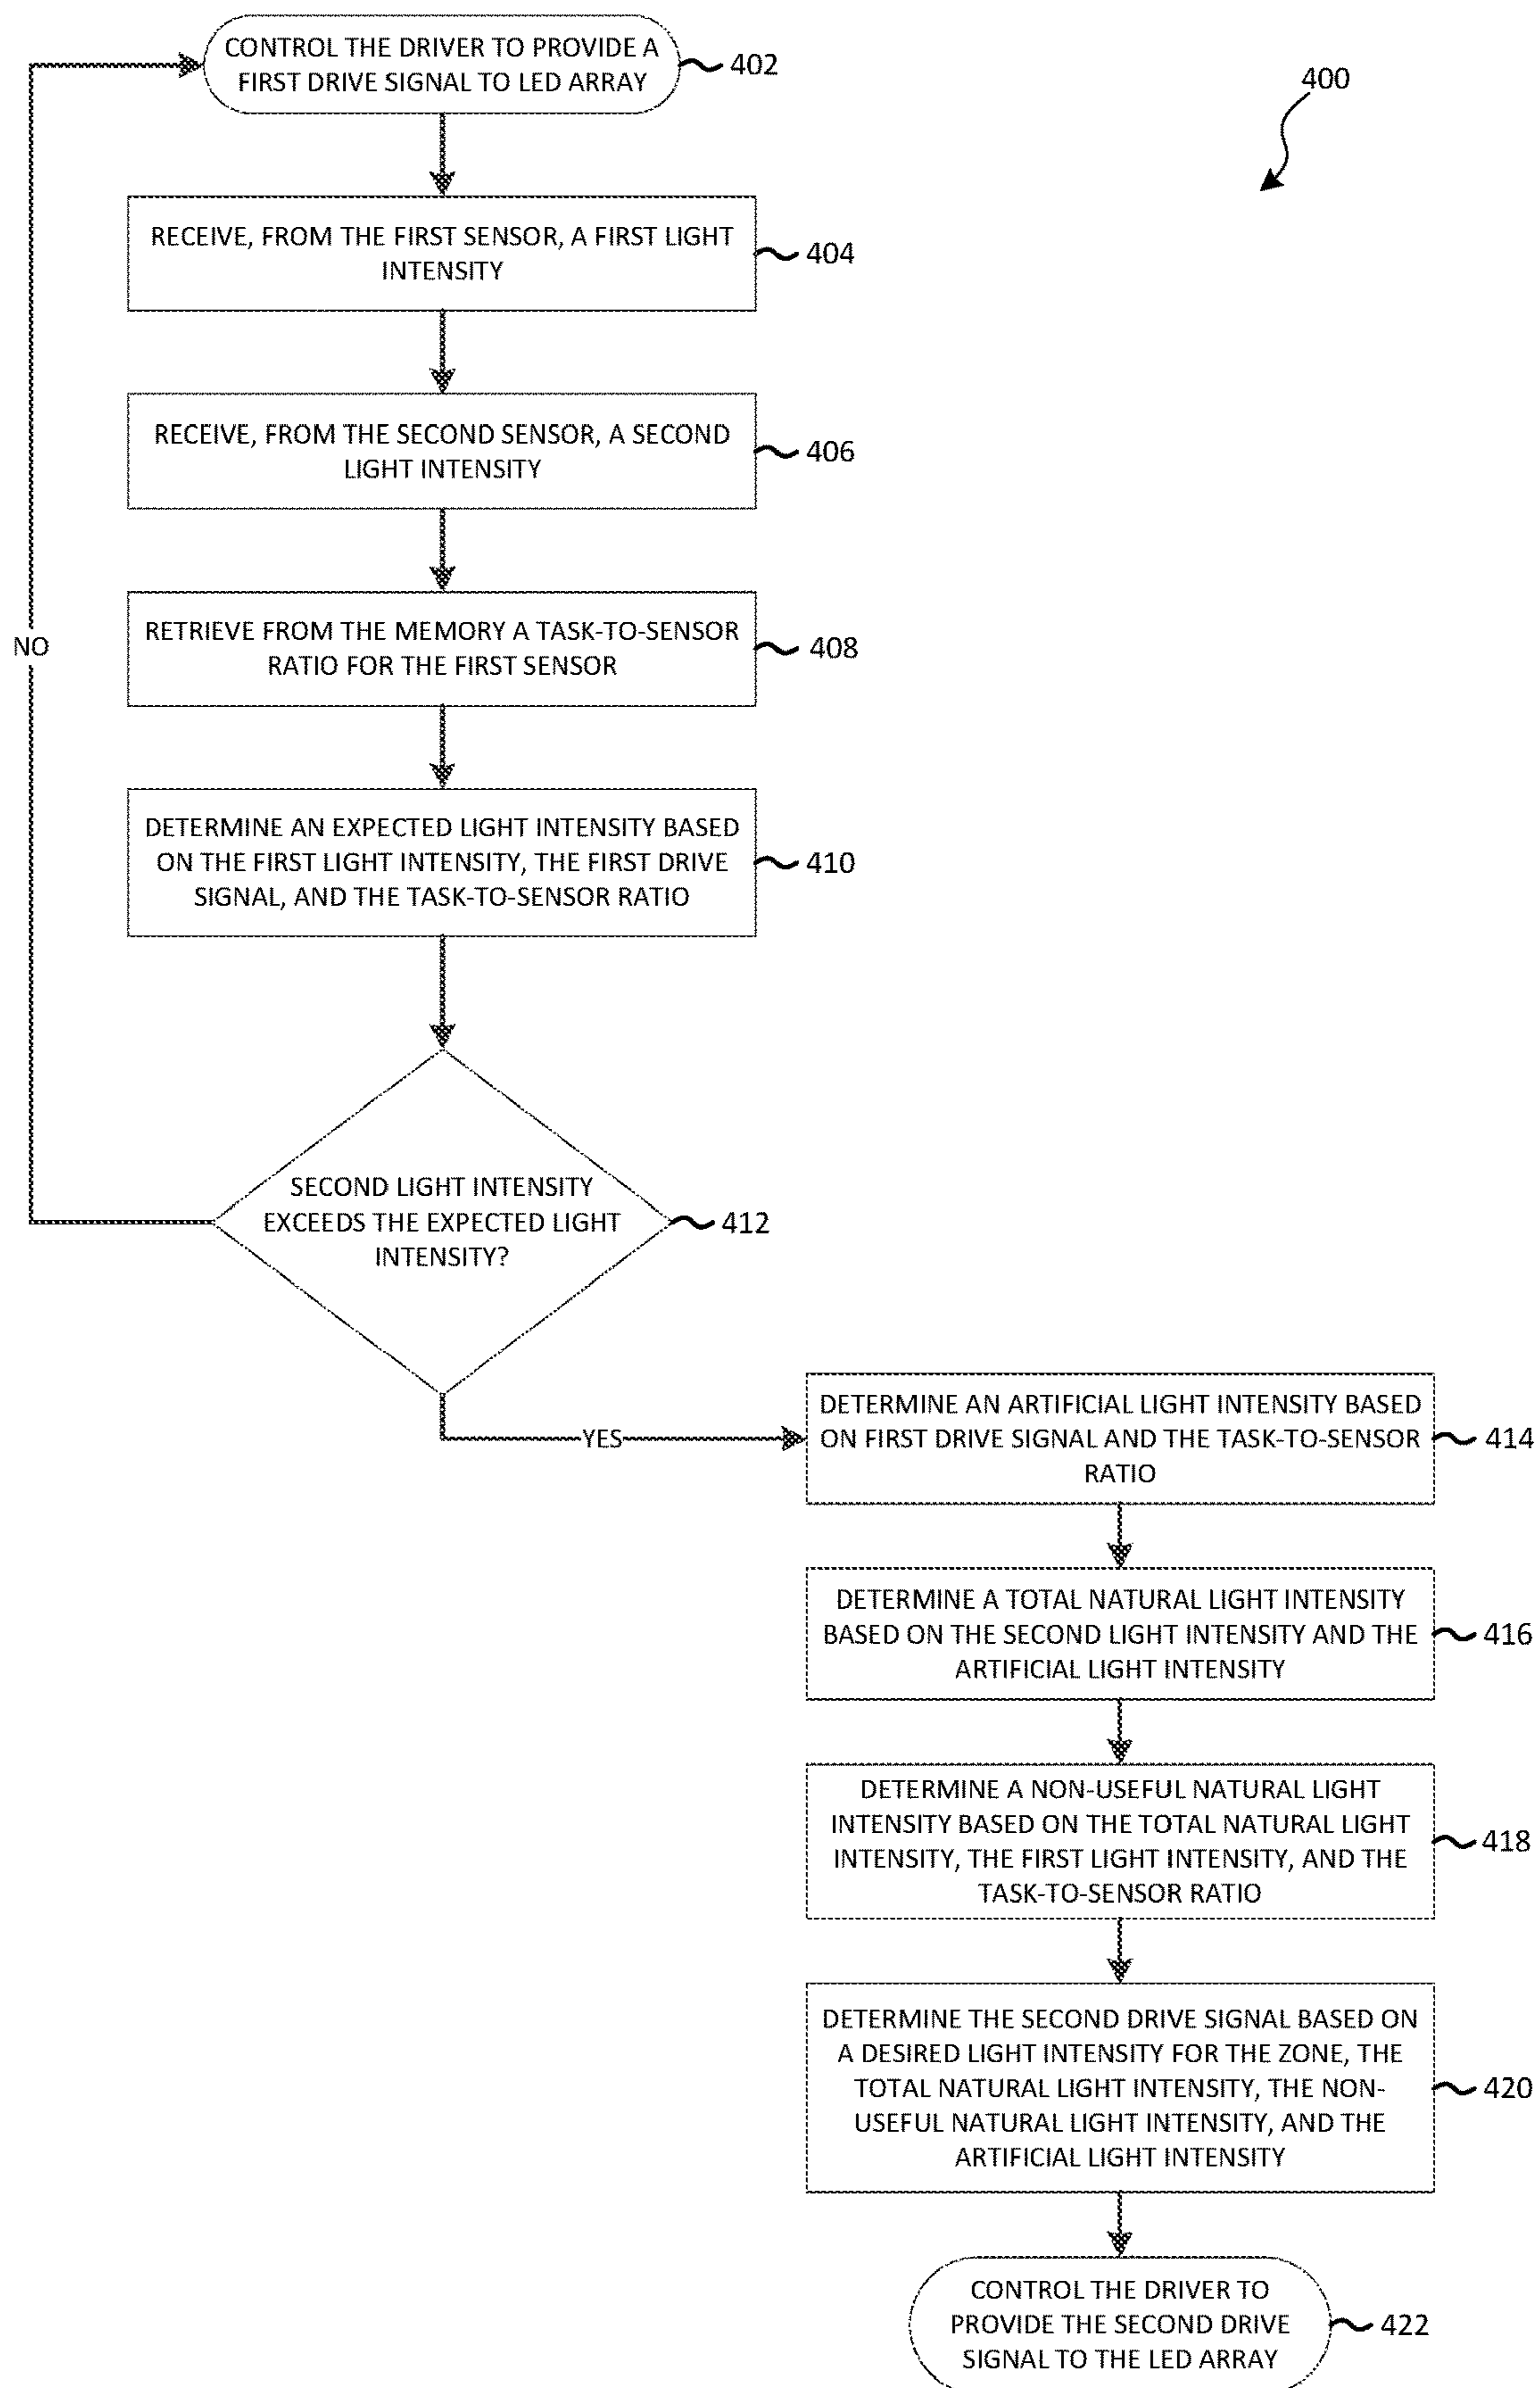 CONTROL THE DRIVER TO PROVIDE A
FIRST DRIVE SIGNAL TO LED ARRAY
402
400
RECEIVE, FROM THE FIRST SENSOR, A FIRST LIGHT
INTENSITY
404
RECEIVE, FROM THE SECOND SENSOR, A SECOND
LIGHT INTENSITY
406
RETRIEVE FROM THE MEMORY A TASK-TO-SENSOR
RATIO FOR THE FIRST SENSOR
408
NO
DETERMINE AN EXPECTED LIGHT INTENSITY BASED
ON THE FIRST LIGHT INTENSITY, THE FIRST DRIVE
SIGNAL, AND THE TASK-TO-SENSOR RATIO
410
SECOND LIGHT INTENSITY
EXCEEDS THE EXPECTED LIGHT
INTENSITY?
412
YES
DETERMINE AN ARTIFICIAL LIGHT INTENSITY BASED
ON FIRST DRIVE SIGNAL AND THE TASK-TO-SENSOR
RATIO
414
DETERMINE A TOTAL NATURAL LIGHT INTENSITY
BASED ON THE SECOND LIGHT INTENSITY AND THE
ARTIFICIAL LIGHT INTENSITY
416
DETERMINE A NON-USEFUL NATURAL LIGHT
INTENSITY BASED ON THE TOTAL NATURAL LIGHT
INTENSITY, THE FIRST LIGHT INTENSITY, AND THE
TASK-TO-SENSOR RATIO
418
DETERMINE THE SECOND DRIVE SIGNAL BASED ON
A DESIRED LIGHT INTENSITY FOR THE ZONE, THE
TOTAL NATURAL LIGHT INTENSITY, THE NON-
USEFUL NATURAL LIGHT INTENSITY, AND THE
ARTIFICIAL LIGHT INTENSITY
420
CONTROL THE DRIVER TO
PROVIDE THE SECOND DRIVE
SIGNAL TO THE LED ARRAY
422